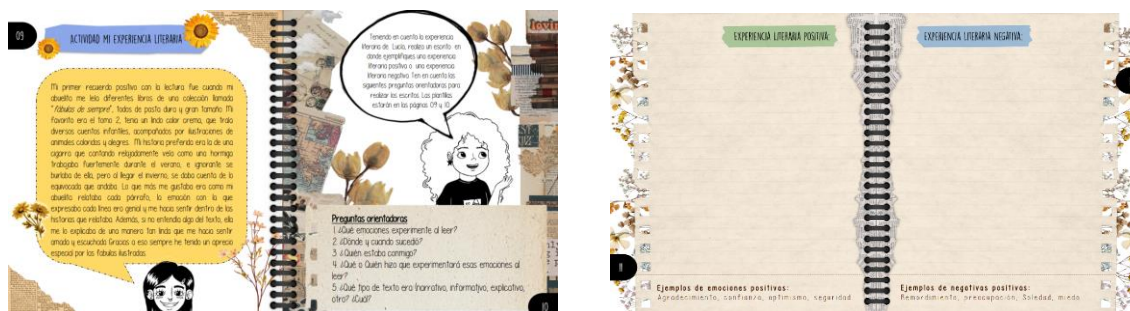 09
ACTIVIDAD MI EXPERIENCIA LITERARIA
Mi primer recuerdo positivo con la lectura fue cuando mi
abuelita me leía diferentes libros de una colección llamada
"fábulas de siempre", todos de pasta dura y gran tamaño. Mi
favorito era el tomo 2, tenía un lindo color crema, que traía
diversos cuentos infantiles, acompañados por ilustraciones de
animales coloridos y alegres. Mi historia preferida era la de una
cigarra que cantando relajadamente veía como una hormiga
trabajaba fuertemente durante el verano, e ignorante se
burlaba de ella, pero al llegar el invierno, se daba cuenta de lo
equivocada que andaba. Lo que más me gustaba era como mi
abuelita relataba cada párrafo, la emoción con la que
expresaba cada línea era genial y me hacía sentir dentro de las
historias que relataba. Además, si no entendía algo del texto, ella
me lo explicaba de una manera tan linda que me hacía sentir
amada y escuchada. Gracias a eso siempre he tenido un aprecio
especial por las fábulas ilustradas.
Teniendo en cuenta la experiencia
literaria de Lucía, realiza un escrito en
donde ejemplifiques una experiencia
literaria positiva o una experiencia
literaria negativa. Ten en cuenta las
siguientes preguntas orientadoras para
realizar los escritos. Las plantillas
estarán en las páginas 09 y 10.
Preguntas orientadoras
1. ¿Qué emociones experimente al leer?
2. ¿Dónde y cuando sucedió?
3. ¿Quién estaba conmigo?
4. ¿Qué o Quién hizo que experimentará esas emociones al
leer?
5. ¿Qué tipo de texto era (narrativo, informativo, explicativo,
otro? ¿Cuál?
10
EXPERIENCIA LITERARIA POSITIVA:
EXPERIENCIA LITERARIA NEGATIVA:
11
Ejemplos de emociones positivas:
Agradecimiento, confianza, optimismo, seguridad
Ejemplos de negativas positivas:
Remordimiento, preocupación, Soledad, miedo